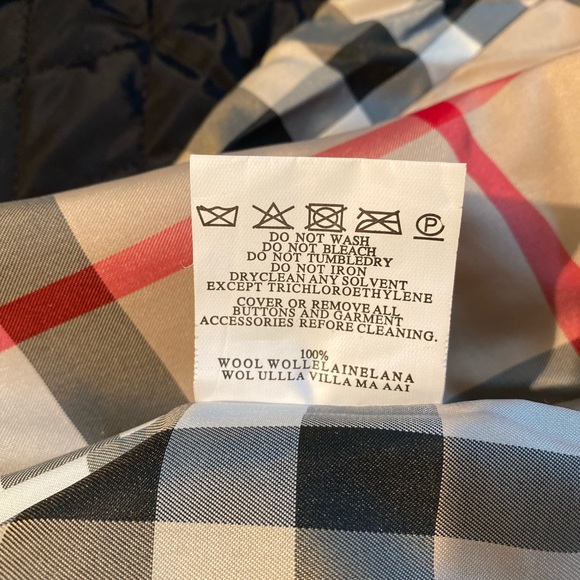 P
DO NOT WASH
DO NOT BLEACH
DO NOT TUMBLEDRY
DO NOT IRON
DRYCLEAN ANY SOLVENT
EXCEPT TRICHLOROETHYLENE
COVER OR REMOVE ALL
BUTTONS AND GARMENT
ACCESSORIES REFORE CLEANING.
100%
WOOL WOLLELAINELANA
WOL ULLLA VILLA MA AAI